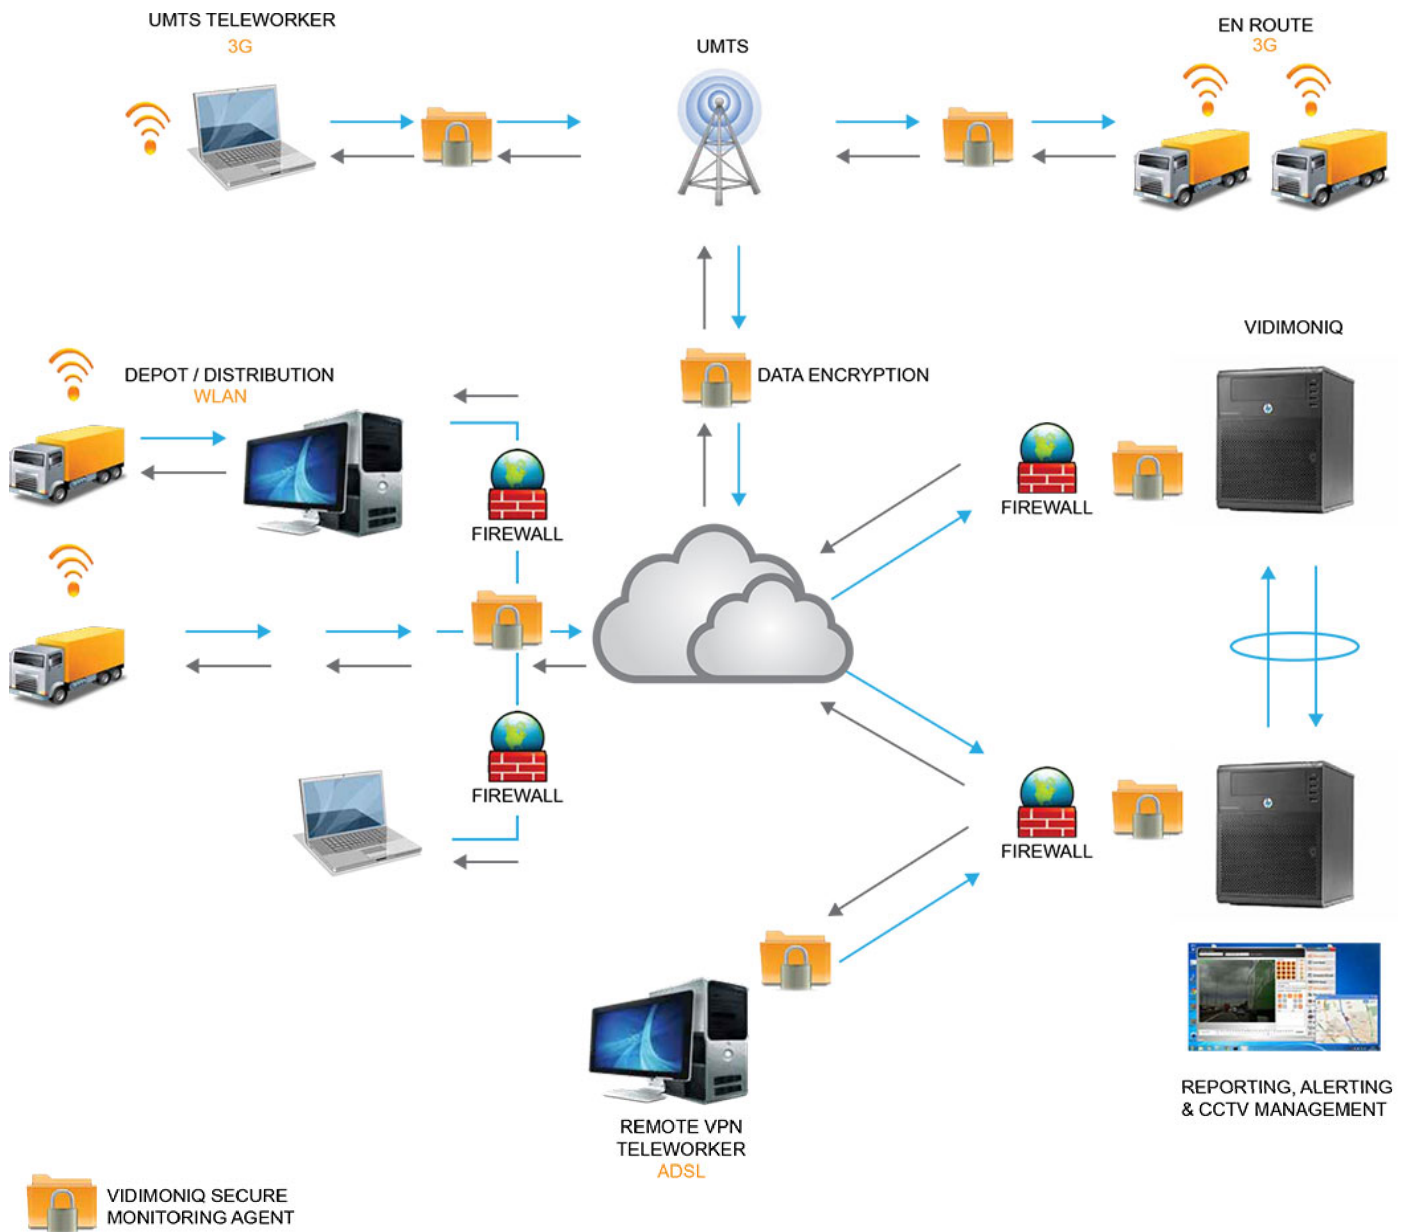 UMTS TELEWORKER
3G
UMTS
EN ROUTE
3G
VIDIMONIQ
DEPOT / DISTRIBUTION
WLAN
DATA ENCRYPTION
FIREWALL
FIREWALL
FIREWALL
FIREWALL
REPORTING, ALERTING
& CCTV MANAGEMENT
REMOTE VPN
TELEWORKER
ADSL
VIDIMONIQ SECURE
MONITORING AGENT